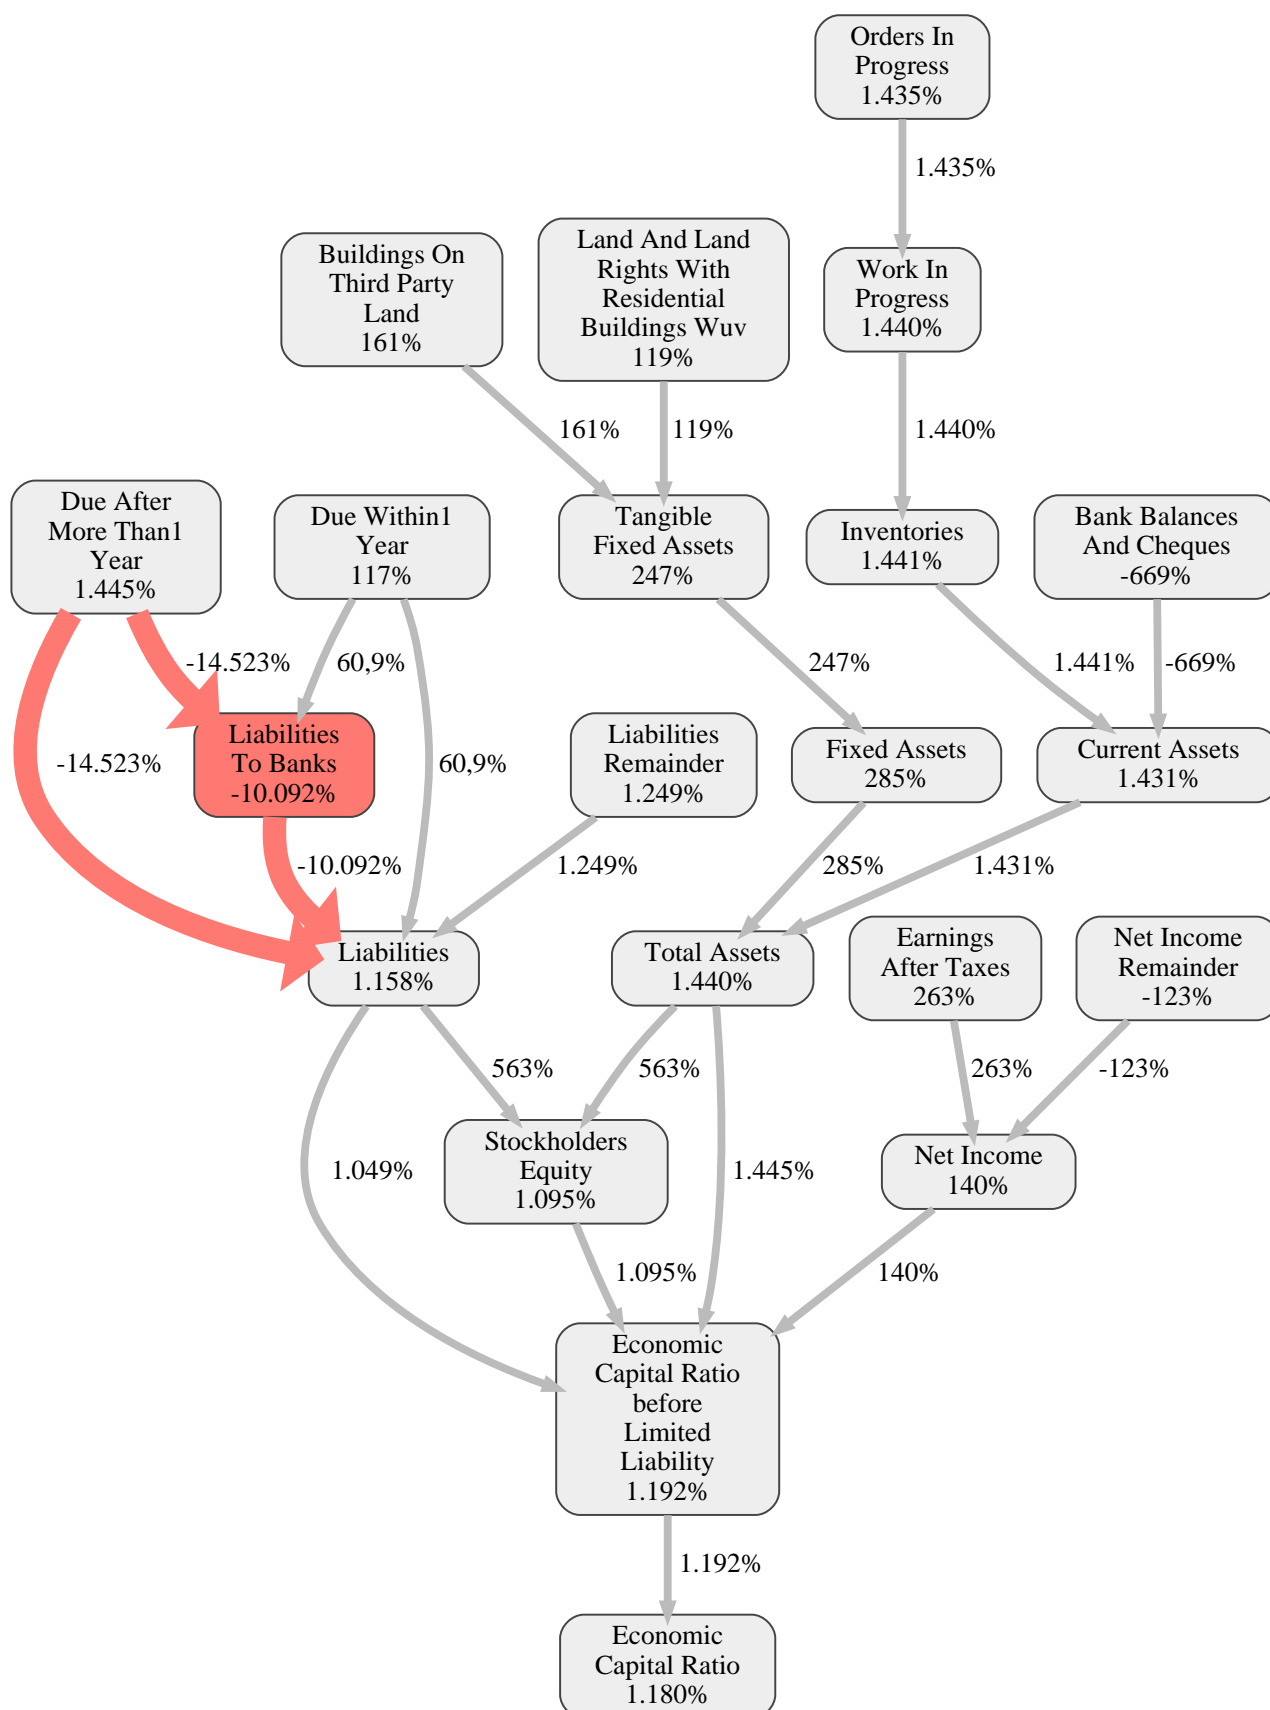 Orders In
Progress
1.435%
1.435%
Buildings On
Third Party
Land
161%
Land And Land
Rights With
Residential
Buildings Wuv
119%
Work In
Progress
1.440%
161%
119%
1.440%
Due After
More Than1
Year
1.445%
Due Within1
Year
117%
Tangible
Fixed Assets
247%
Inventories
1.441%
Bank Balances
And Cheques
-669%
-14.523%
60,9%
247%
1.441%
-669%
Liabilities
To Banks
-10.092%
Liabilities
Remainder
1.249%
Fixed Assets
285%
Current Assets
1.431%
-14.523%
60,9%
-10.092%
1.249%
285%
1.431%
Liabilities
1.158%
Total Assets
1.440%
Earnings
After Taxes
263%
Net Income
Remainder
-123%
563%
563%
263%
-123%
Stockholders
Equity
1.095%
Net Income
140%
1.049%
1.445%
1.095%
140%
Economic
Capital Ratio
before
Limited
Liability
1.192%
1.192%
Economic
Capital Ratio
1.180%